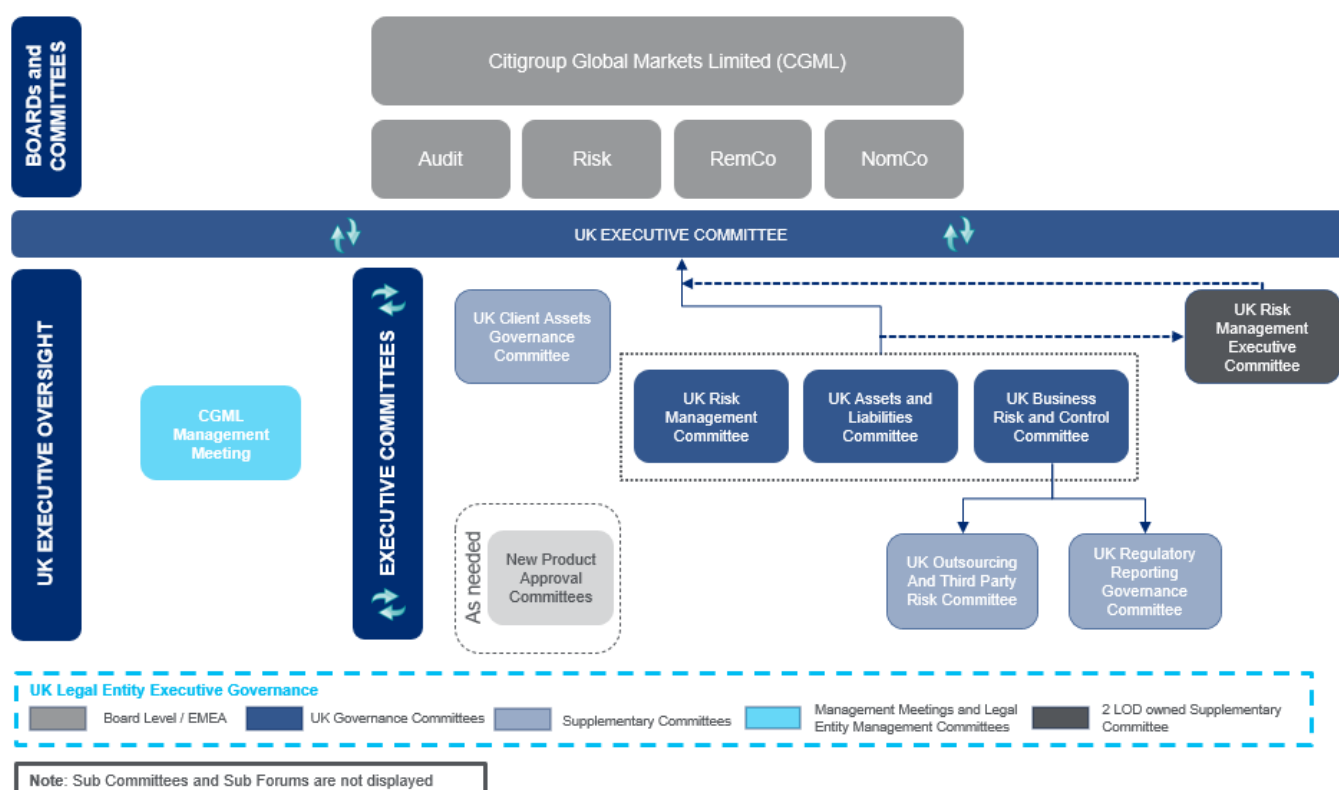 BOARDs and
COMMITTEES
Citigroup Global Markets Limited (CGML)
Audit
Risk
RemCo
NomCo
UK EXECUTIVE COMMITTEE
UK EXECUTIVE OVERSIGHT
CGML
Management
Meeting
EXECUTIVE COMMITTEES
UK Client Assets
Governance
Committee
UK Risk
Management
Executive
Committee
UK Risk
Management
Committee
UK Assets and
Liabilities
Committee
UK Business
Risk and Control
Committee
As needed
New Product
Approval
Committees
UK Outsourcing
And Third Party
Risk Committee
UK Regulatory
Reporting
Governance
Committee
UK Legal Entity Executive Governance
Board Level / EMEA
UK Governance Committees
Supplementary Committees
Management Meetings and Legal
Entity Management Committees
2 LOD owned Supplementary
Committee
Note: Sub Committees and Sub Forums are not displayed